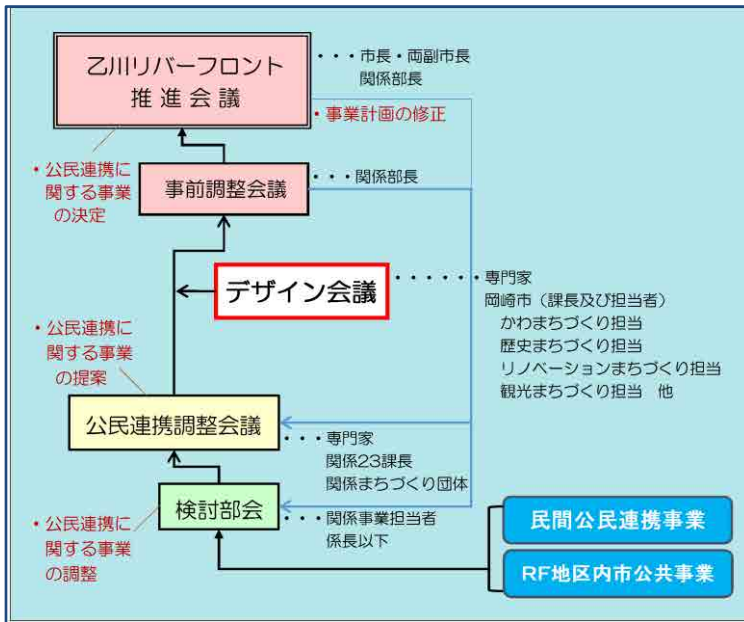 乙川リバーフロント
推進会議
・・・市長・両副市長
関係部長
・事業計画の修正
・公民連携に
関する事業
の決定
事前調整会議
・・・関係部長
デザイン会議
・・・・・・専門家
岡崎市（課長及び担当者）
かわまちづくり担当
歴史まちづくり担当
リノベーションまちづくり担当
観光まちづくり担当　他
・公民連携に
関する事業
の提案
公民連携調整会議
・・・専門家
関係23課長
関係まちづくり団体
検討部会
・・・関係事業担当者
係長以下
・公民連携に
関する事業
の調整
民間公民連携事業
RF地区内市公共事業